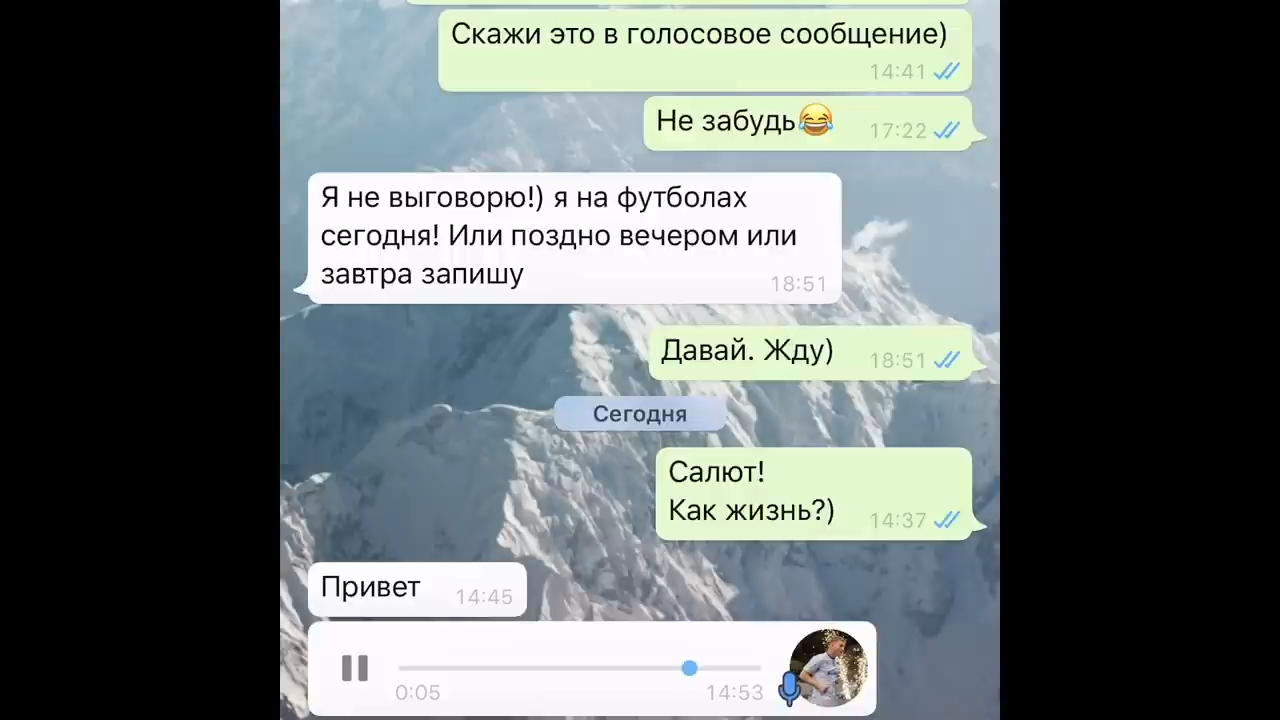 Скажи это в голосовое сообщение)
14:41
Не забудь😂
17:22
Я не выговорю!) я на футболах
сегодня! Или поздно вечером или
завтра запишу
18:51
Давай. Жду)
18:51
Сегодня
Салют!
Как жизнь?)
14:37
Привет
14:45
0:05
14:53